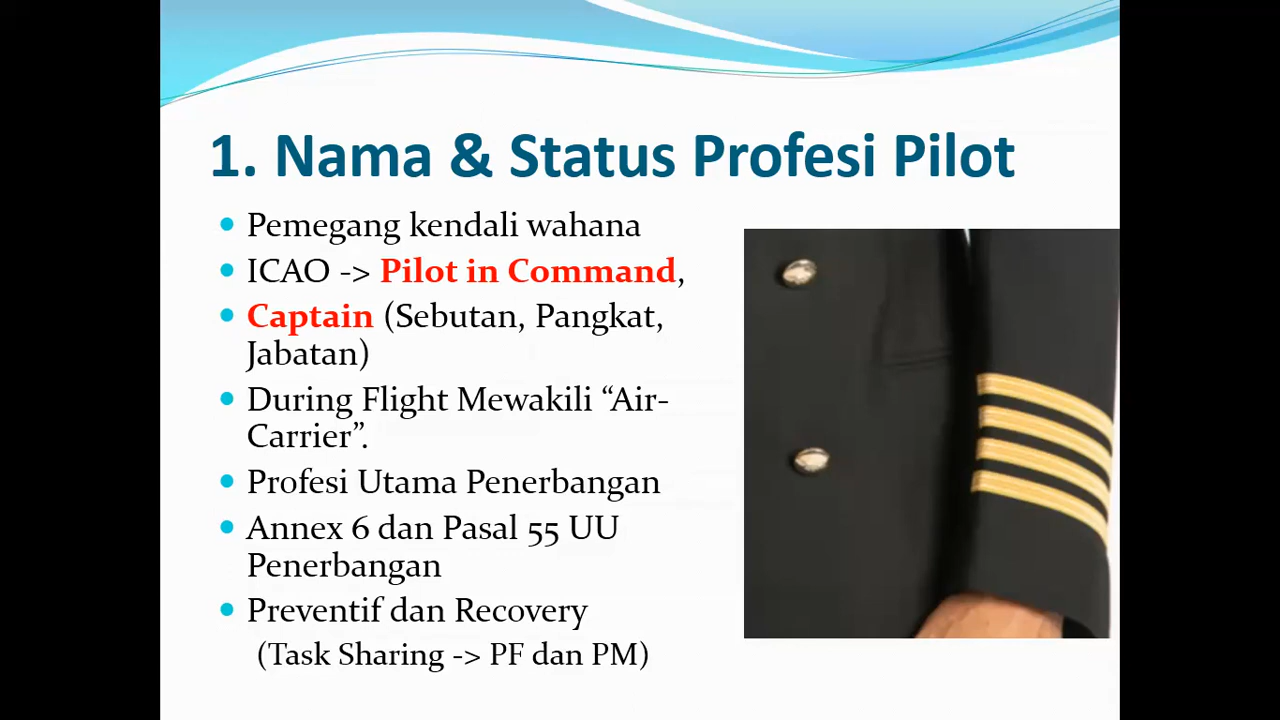 1. Nama & Status Profesi Pilot
Pemegang kendali wahana
ICAO -> Pilot in Command,
Captain (Sebutan, Pangkat,
Jabatan)
During Flight Mewakili “Air-
Carrier”.
Profesi Utama Penerbangan
Annex 6 dan Pasal 55 UU
Penerbangan
Preventif dan Recovery
(Task Sharing -> PF dan PM)